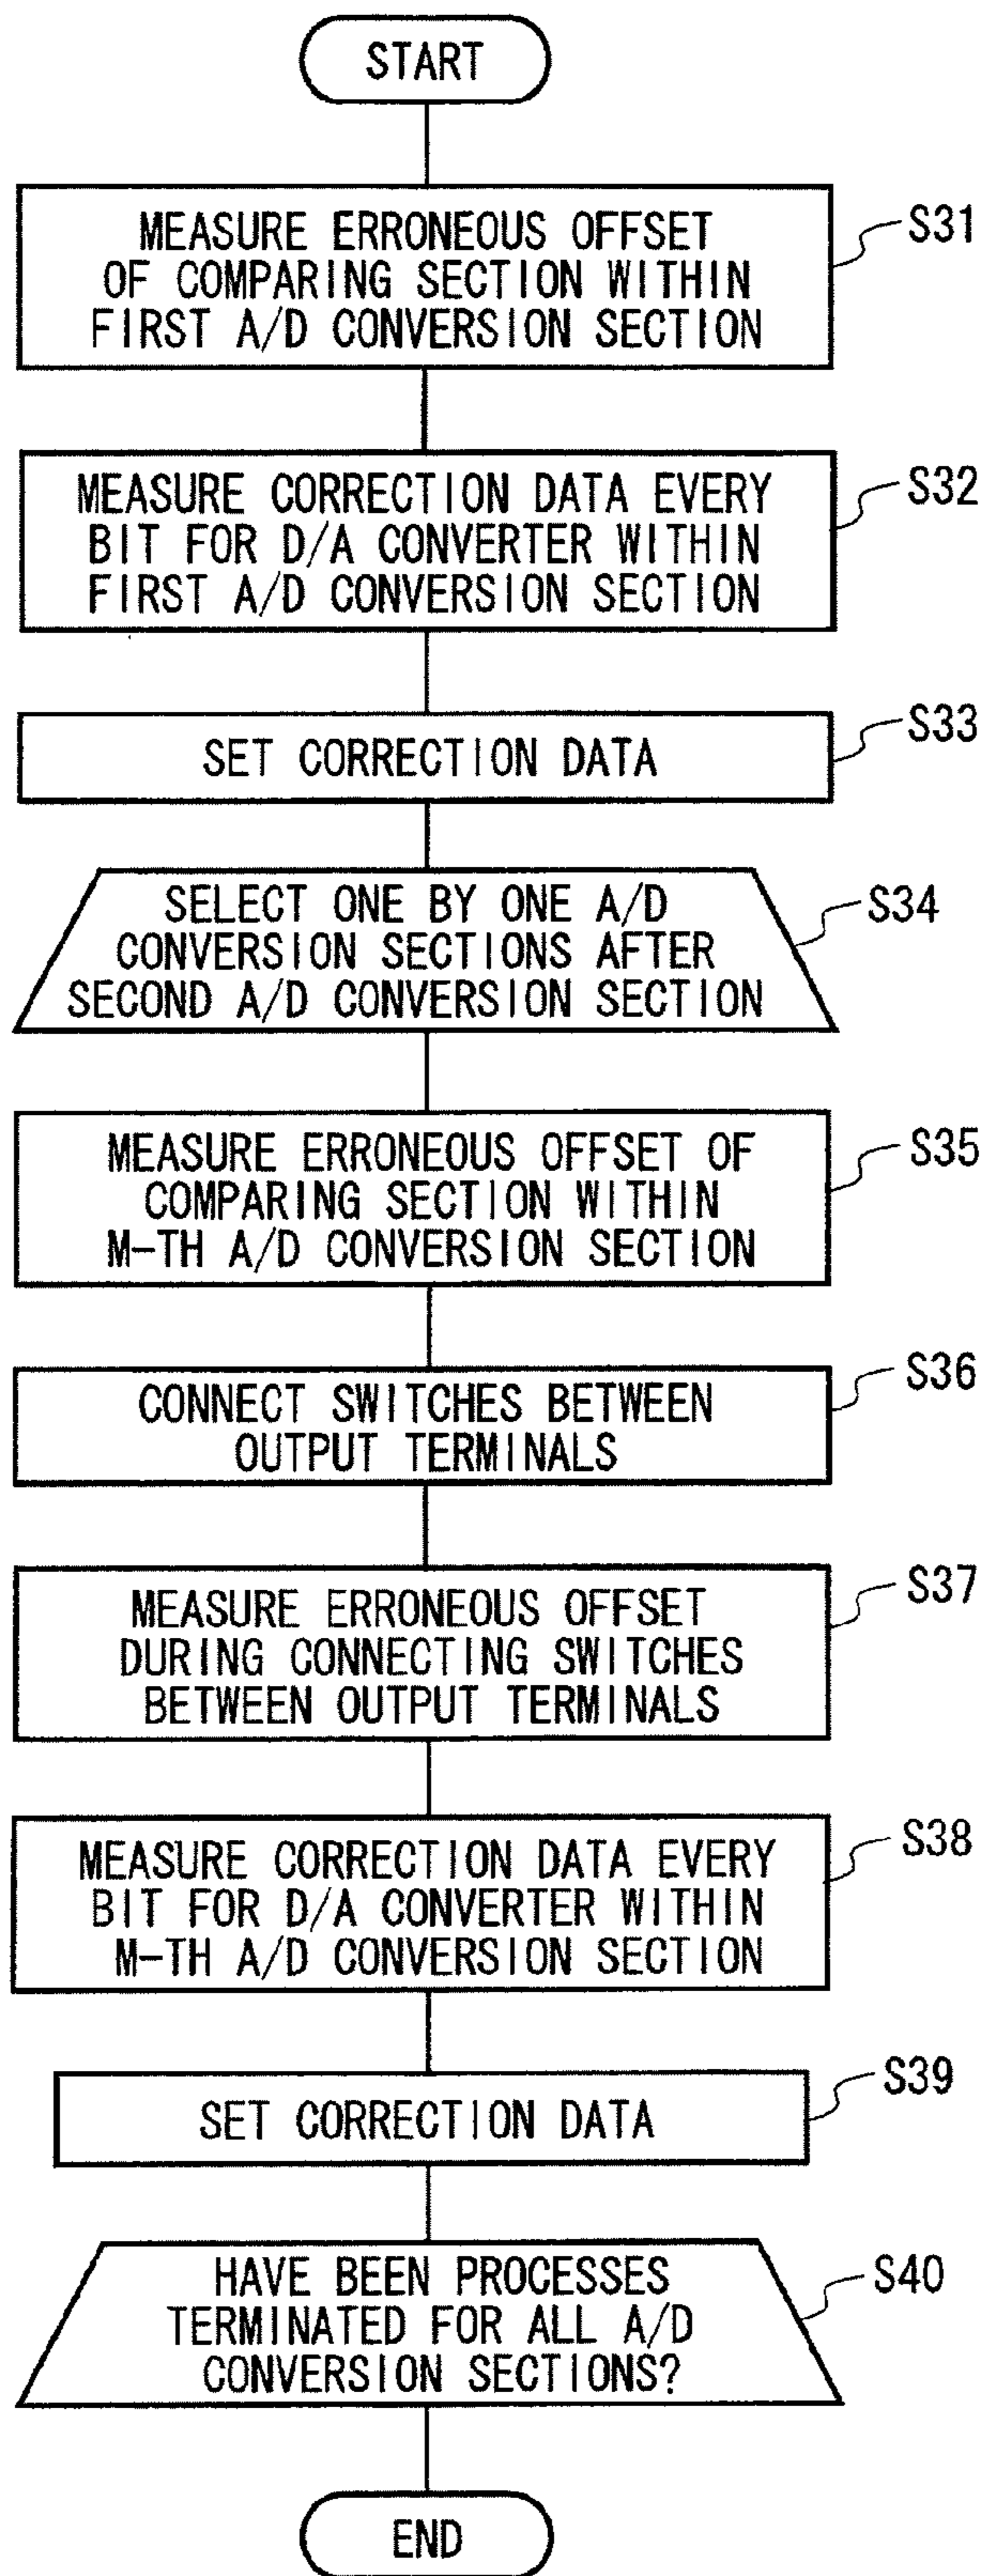 START
MEASURE ERRONEOUS OFFSET
OF COMPARING SECTION WITHIN
FIRST A/D CONVERSION SECTION
S31
MEASURE CORRECTION DATA EVERY
BIT FOR D/A CONVERTER WITHIN
FIRST A/D CONVERSION SECTION
S32
SET CORRECTION DATA
S33
SELECT ONE BY ONE A/D
CONVERSION SECTIONS AFTER
SECOND A/D CONVERSION SECTION
S34
MEASURE ERRONEOUS OFFSET OF
COMPARING SECTION WITHIN
M-TH A/D CONVERSION SECTION
S35
CONNECT SWITCHES BETWEEN
OUTPUT TERMINALS
S36
MEASURE ERRONEOUS OFFSET
DURING CONNECTING SWITCHES
BETWEEN OUTPUT TERMINALS
S37
MEASURE CORRECTION DATA EVERY
BIT FOR D/A CONVERTER WITHIN
M-TH A/D CONVERSION SECTION
S38
SET CORRECTION DATA
S39
HAVE BEEN PROCESSES
TERMINATED FOR ALL A/D
CONVERSION SECTIONS?
S40
END